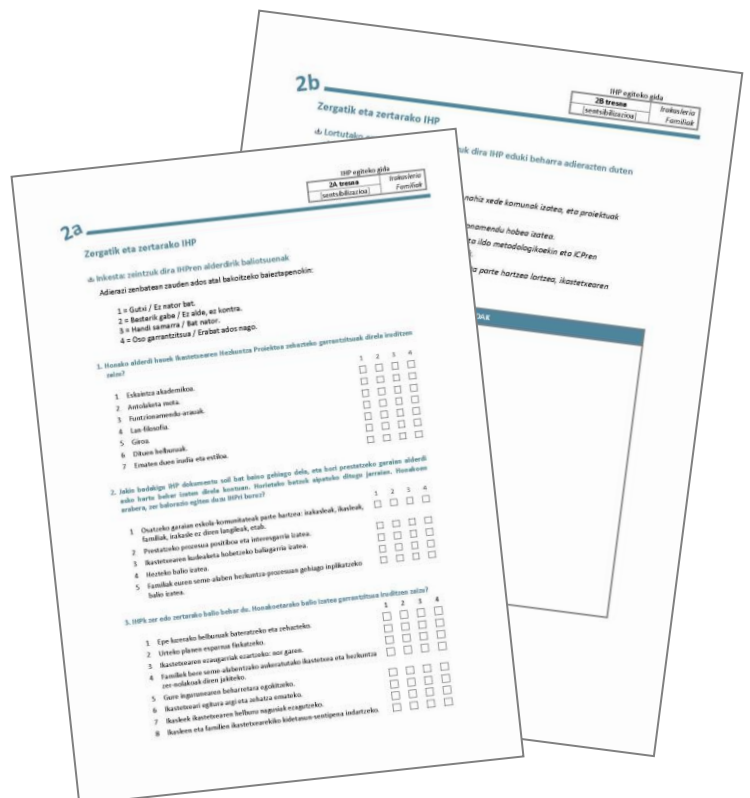 2b
IHP egiteko gida
2B tresna
Irakasleria
[sentsibilizazioa]
Familiak
Zergatik eta zertarako IHP
Lortutako
dira IHP eduki beharra adierazten duten
nahiz xede komunak izatea, eta proiektuak
hobea izatea.
ildo metodologikoekin eta ICPren
parte hartzea lortzea, ikastetxearen
2a
IHP egiteko gida
2A tresna
Irakasleria
[sentsibilizazioa]
Familiak
Zergatik eta zertarako IHP
Inkesta: zeintzuk dira IHPren alderdirik baliotsuenak
Adierazi zenbatean zauden ados atal bakoitzeko baieztapenokin:
1 = Gutxi / Ez nator bat.
2 = Besterik gabe / Ez alde, ez kontra.
3 = Handi samarra / Bat nator.
4 = Oso garrantzitsua / Erabat ados nago.
1. Honako alderdi hauek Ikastetxearen Hezkuntza Proiektua zehazteko garrantzitsuak direla iruditzen
zaizu?
1 2 3 4
1 Eskaintza akademikoa.
2 Antolaketa mota.
3 Funtzionamendu-arauak.
4 Lan-filosofia.
5 Giroa.
6 Dituen helburuak.
7 Ematen duen irudia eta estiloa.
2. Jakin badakigu IHP dokumentu soil bat baino gehiago dela, eta hori prestatzeko garaian alderdi
asko hartu behar izaten direla kontuan. Horietako batzuk aipatuko ditugu jarraian. Honakoen
arabera, zer balorazio egiten duzu IHPri buruz?
1 2 3 4
1 Osatzeko garaian eskola-komunitateak parte hartzea: irakasleak, ikasleak,
familiak, irakasle ez diren langileak, etab.
2 Prestatzeko prozesua positiboa eta interesgarria izatea.
3 Ikastetxearen kudeaketa hobetzeko baliagarria izatea.
4 Hezteko balio izatea.
5 Familiak euren seme-alaben hezkuntza-prozesuan gehiago inplikatzeko
balio izatea.
3. IHPk zer edo zertarako balio behar du. Honakoetarako balio izatea garrantzitsua iruditzen zaizu?
1 2 3 4
1 Epe luzerako helburuak bateratzeko eta zehazteko.
2 Urteko planen esparrua finkatzeko.
3 Ikastetxearen ezaugarriak ezartzeko: nor garen.
4 Familiek bere seme-alabentzako aukeratutako ikastetxea eta hezkuntza
zer-nolakoak diren jakiteko.
5 Gure ingurunearen beharretara egokitzeko.
6 Ikastetxeari egitura argi eta zehatza emateko.
7 Ikasleek ikastetxearen helburu nagusiak ezagutzeko.
8 Ikasleen eta familien ikastetxearekiko kidetasun-sentipena indartzeko.